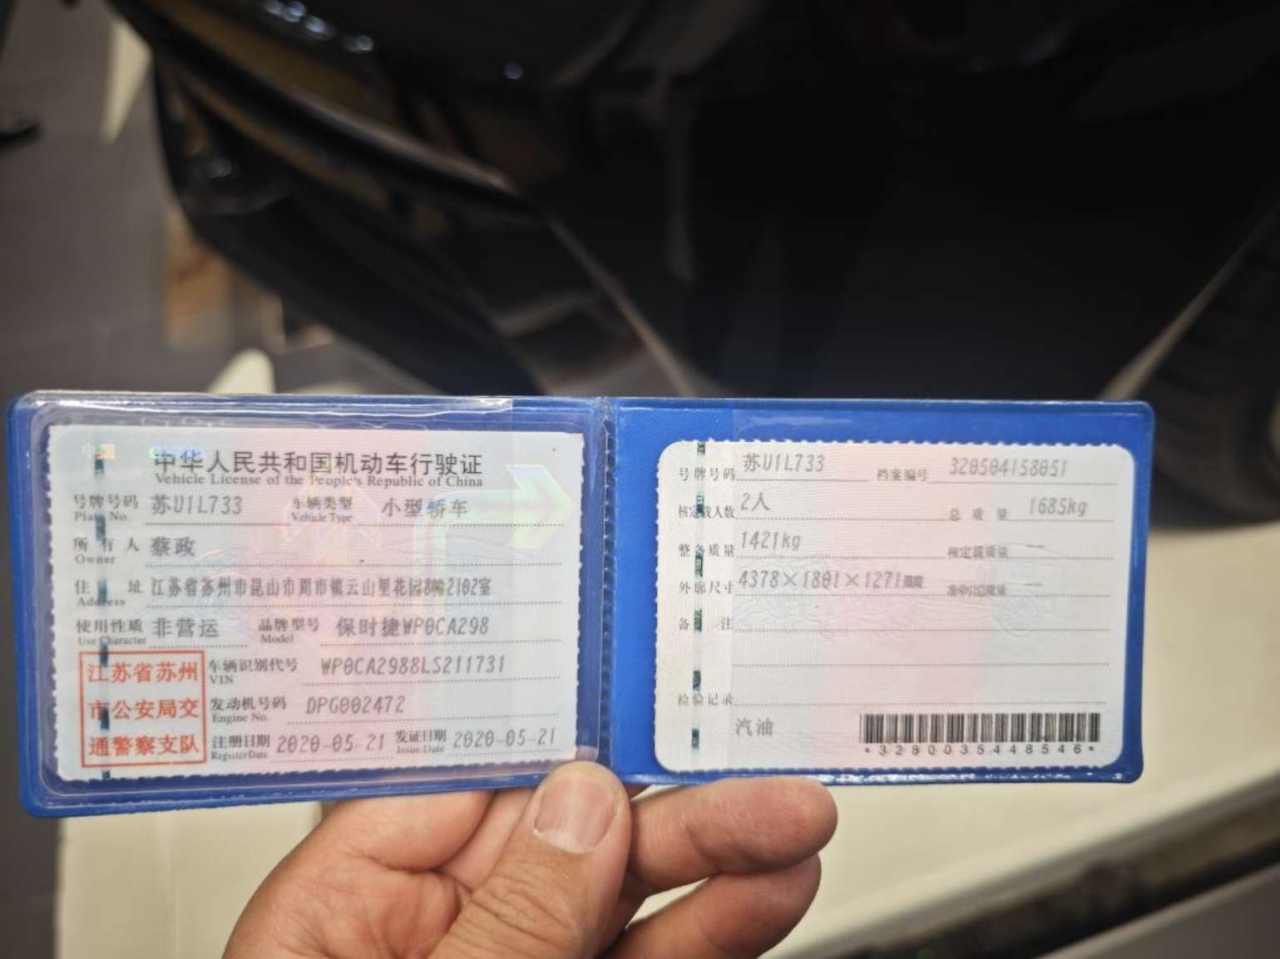 中华人民共和国机动车行驶证
Vehicle License of the People's Republic of China
号牌号码 苏U1L733 车辆类型 小型轿车
Plate No. Vehicle Type
所有人 蔡政
Owner
住址 江苏省苏州市昆山市周市镇云山里花园8幢2102室
Address
使用性质 非营运 品牌型号 保时捷WP0CA298
Use Character Model
江苏省苏州
市公安局交
通警察支队
车辆识别代号 WP0CA2988LS211731
VIN
发动机号码 DPG002472
Engine No.
注册日期 2020-05-21 发证日期 2020-05-21
Register Date Issue Date
号牌号码 苏U1L733 档案编号 320504158051
核定载人数 2人 总质量 1685kg
整备质量 1421kg 核定载质量 —
外廓尺寸 4378×1801×1271 —
备注
检验记录
汽油
*3280035448546*